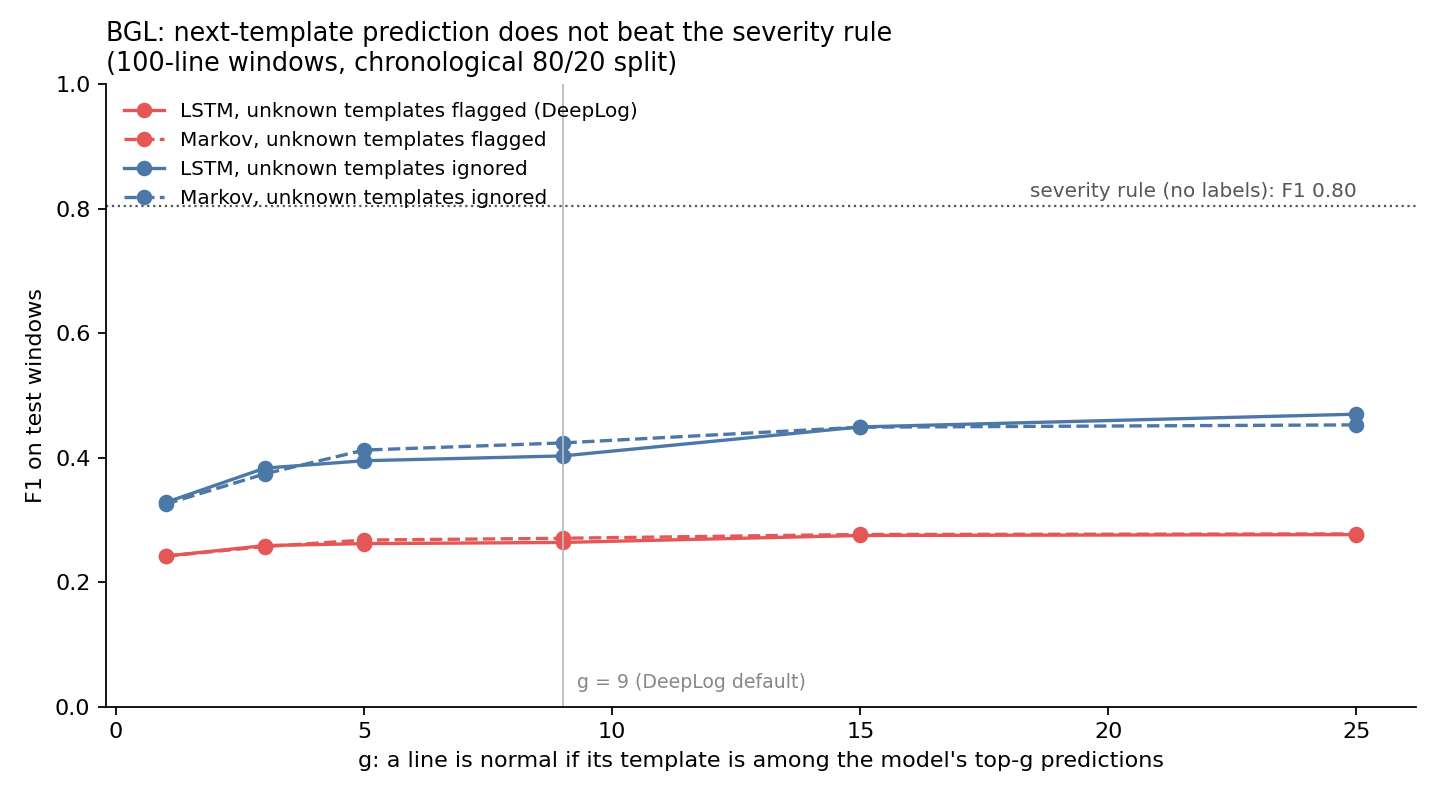 BGL: next-template prediction does not beat the severity rule
(100-line windows, chronological 80/20 split)
1.0
0.8
0.6
0.4
0.2
0.0
F1 on test windows
LSTM, unknown templates flagged (DeepLog)
Markov, unknown templates flagged
LSTM, unknown templates ignored
Markov, unknown templates ignored
severity rule (no labels): F1 0.80
g = 9 (DeepLog default)
0 5 10 15 20 25
g: a line is normal if its template is among the model's top-g predictions